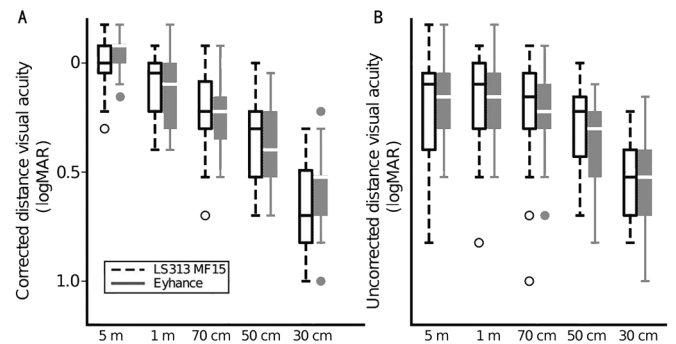 A
B
Corrected distance visual acuity
(logMAR)
0
0.5
1.0
LS313 MF15
Eyhance
5 m 1 m 70 cm 50 cm 30 cm
Uncorrected distance visual acuity
(logMAR)
5 m 1 m 70 cm 50 cm 30 cm